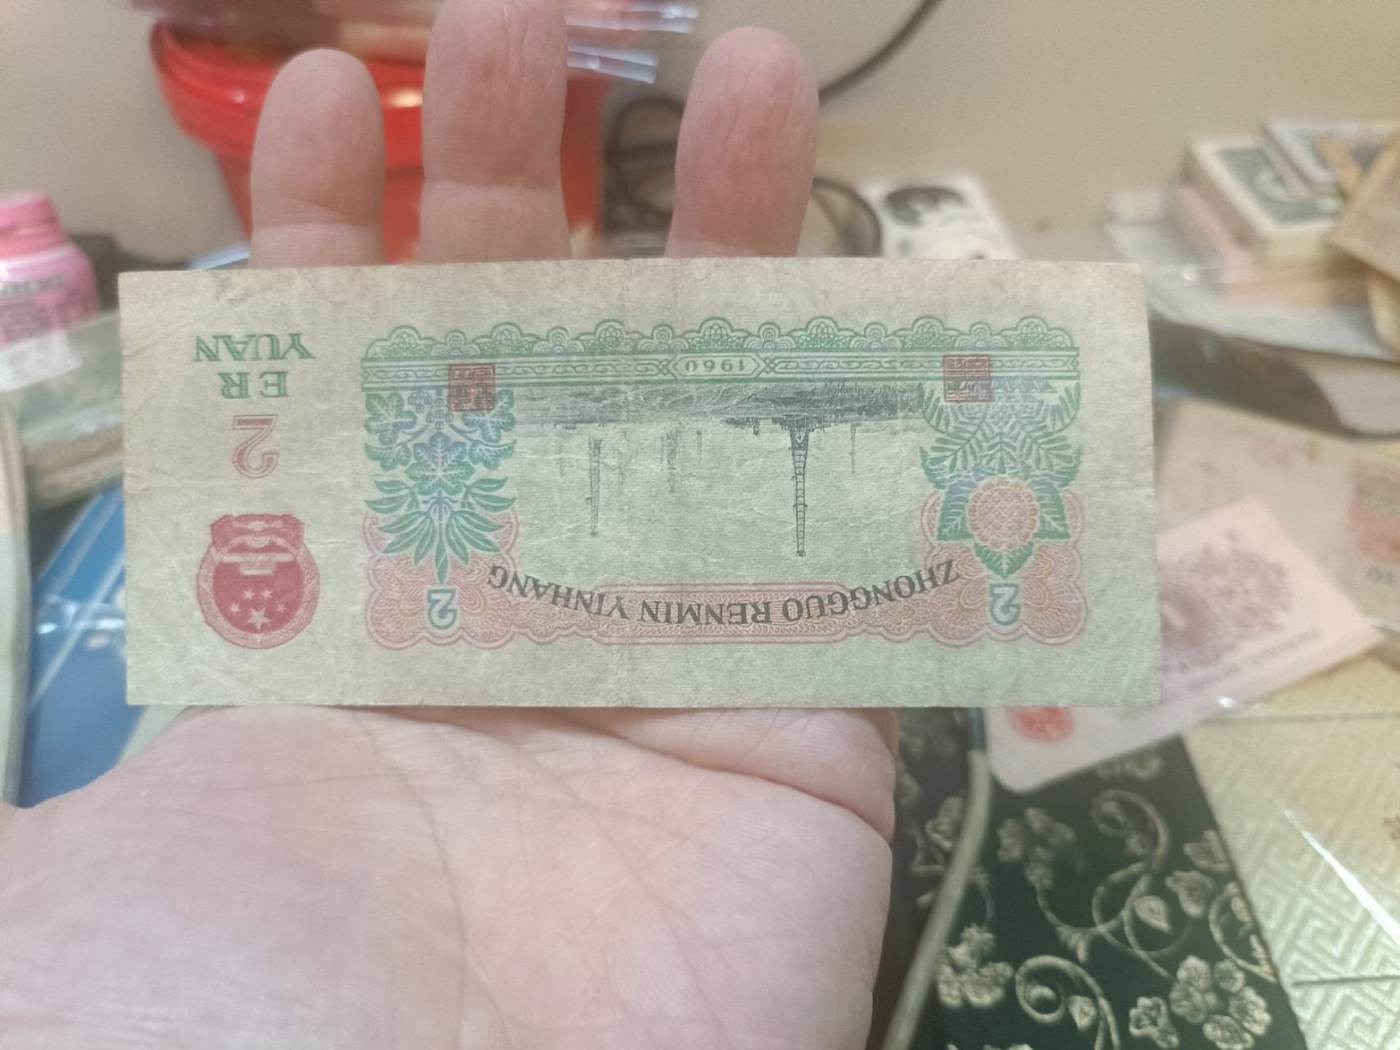 ZHONGGUO RENMIN YINHANG
2
2
2
ER
YUAN
1960